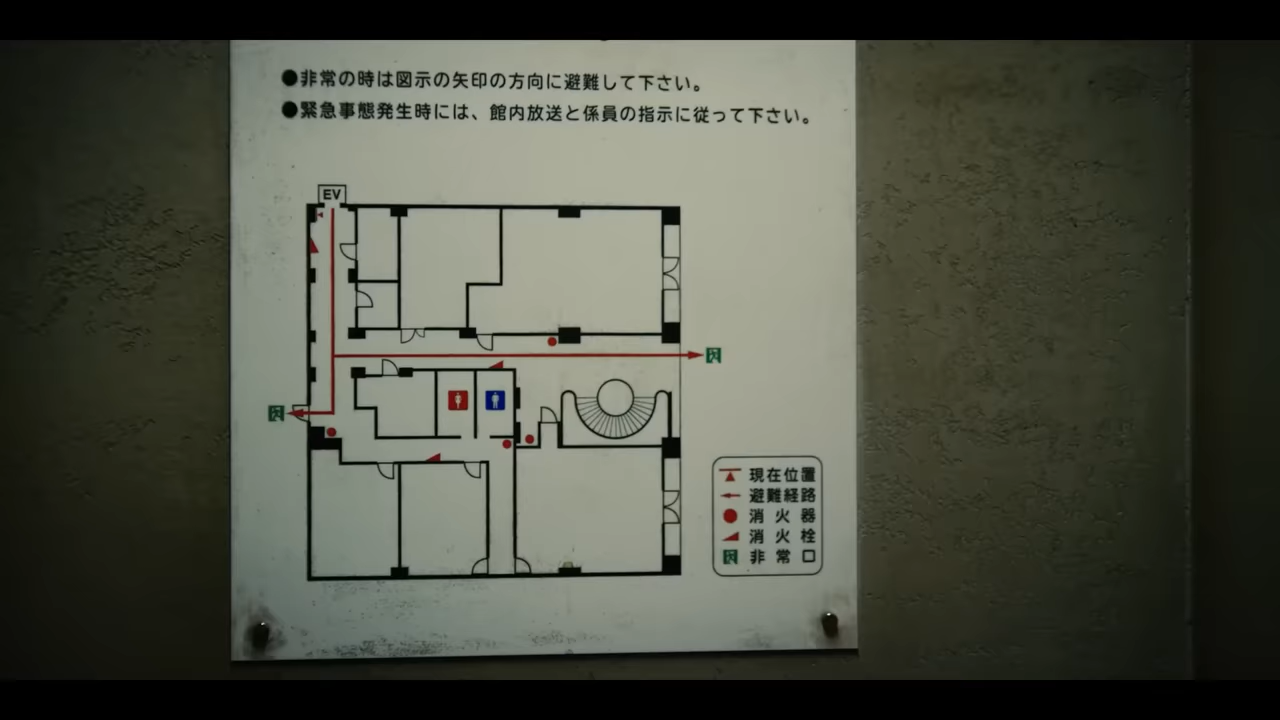 ●非常の時は図示の矢印の方向に避難して下さい。
●緊急事態発生時には、館内放送と係員の指示に従って下さい。
EV
現在位置
避難経路
消火器
消火栓
非常口